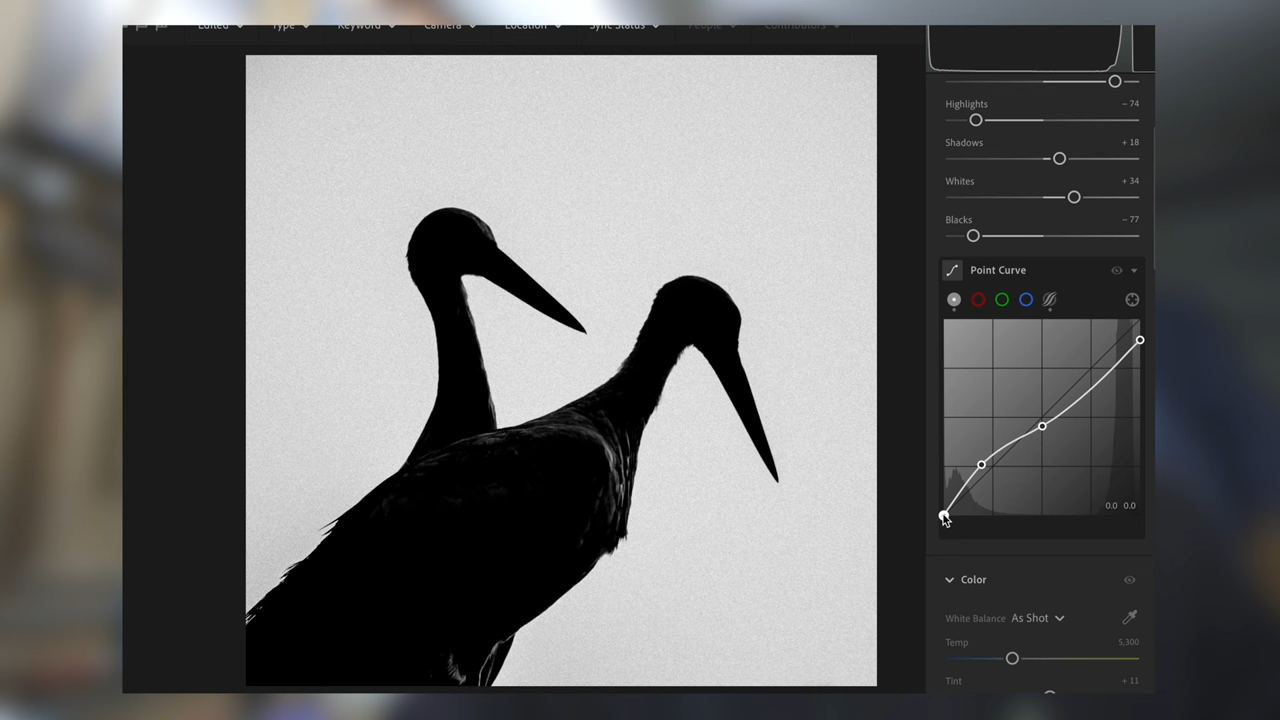 Edited Type Keyword Camera Location Sync Status People Contributors
Highlights − 74
Shadows + 18
Whites + 34
Blacks − 77
Point Curve
0.0 0.0
Color
White Balance As Shot
Temp 5,300
Tint + 11